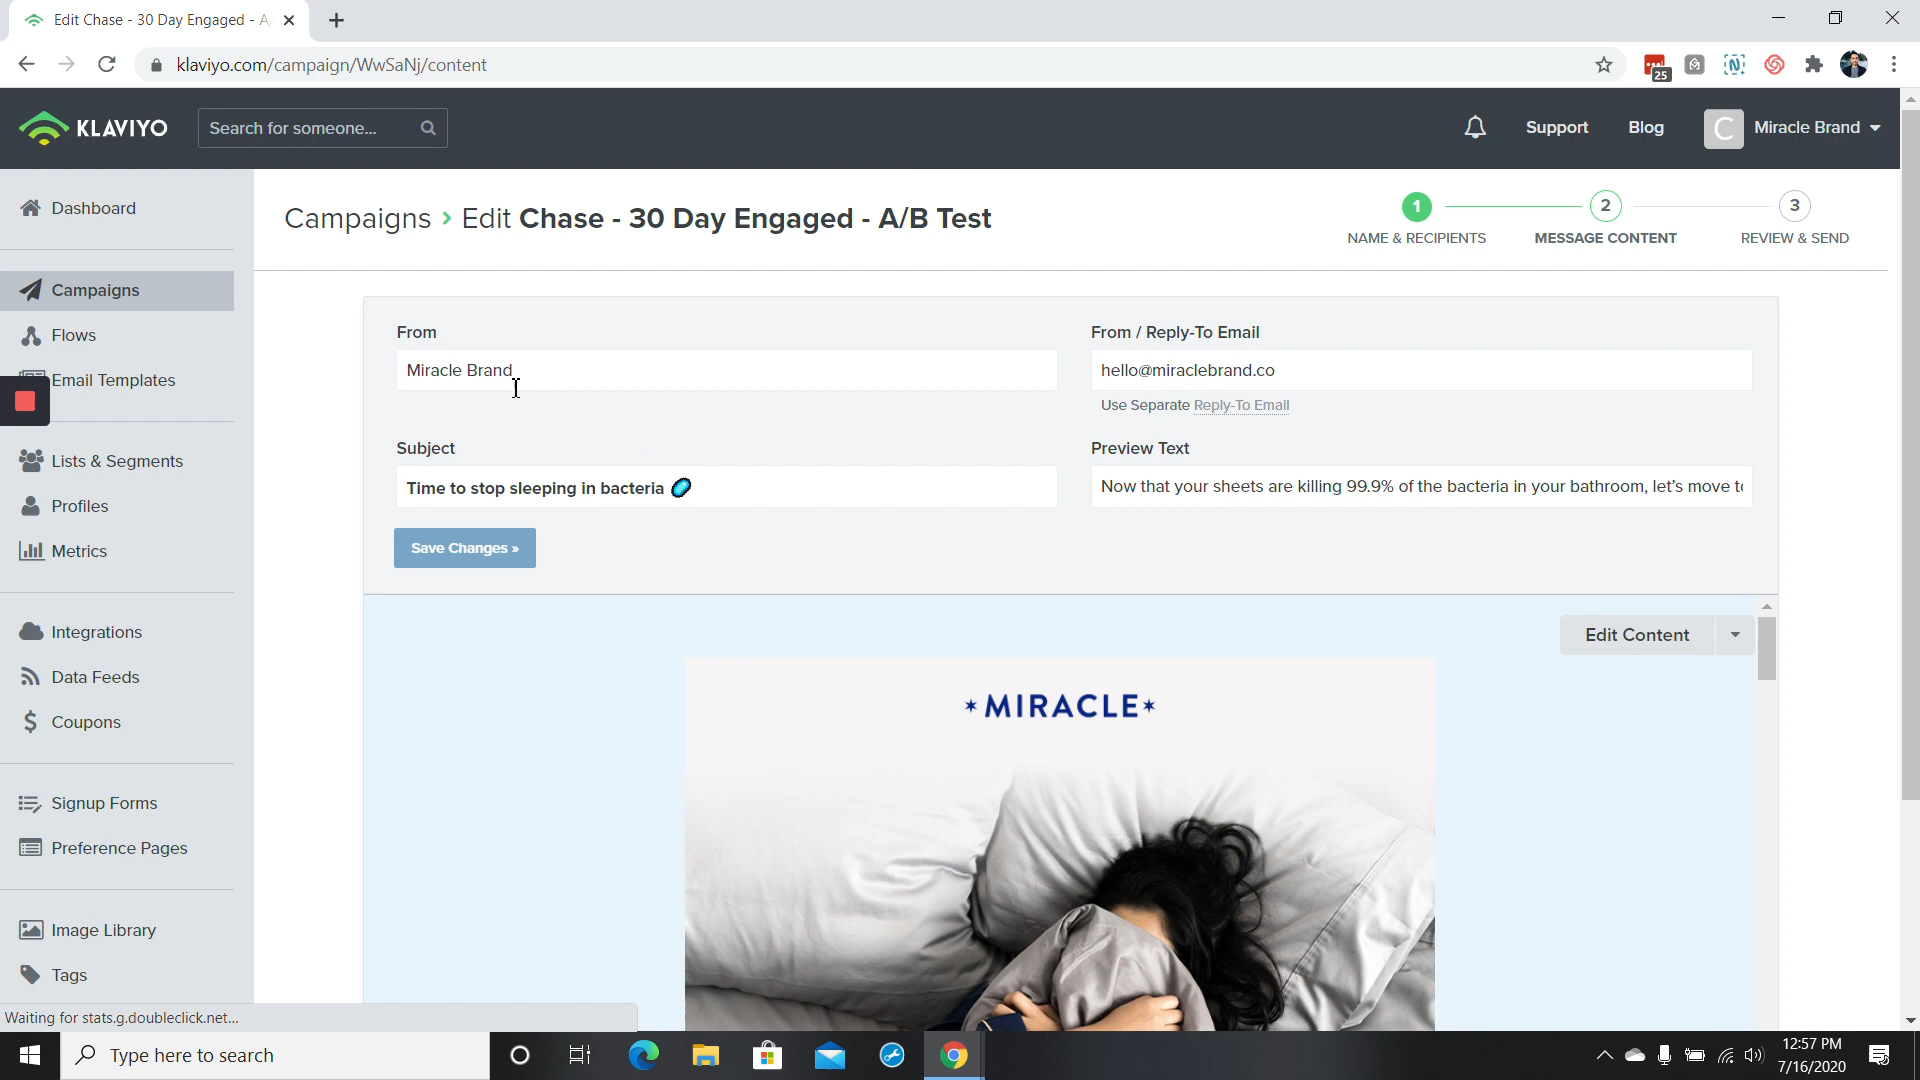 Edit Chase - 30 Day Engaged - A/
klaviyo.com/campaign/WwSaNj/content
25
KLAVIYO
Search for someone...
Support
Blog
C
Miracle Brand
Dashboard
Campaigns
Flows
Email Templates
Lists & Segments
Profiles
Metrics
Integrations
Data Feeds
Coupons
Signup Forms
Preference Pages
Image Library
Tags
Campaigns › Edit Chase - 30 Day Engaged - A/B Test
1
2
3
NAME & RECIPIENTS
MESSAGE CONTENT
REVIEW & SEND
From
Miracle Brand
From / Reply-To Email
hello@miraclebrand.co
Use Separate Reply-To Email
Subject
Time to stop sleeping in bacteria
Preview Text
Now that your sheets are killing 99.9% of the bacteria in your bathroom, let's move to
Save Changes »
Edit Content
*MIRACLE*
Waiting for stats.g.doubleclick.net...
Type here to search
12:57 PM
7/16/2020